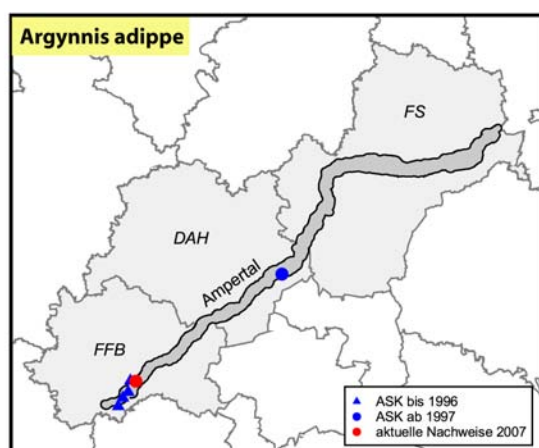 Argynnis adippe
FS
DAH
Ampertal
FFB
ASK bis 1996
ASK ab 1997
aktuelle Nachweise 2007